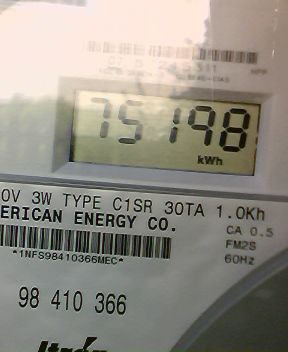 75198
kWh
0V 3W TYPE C1SR 30TA 1.0Kh
ERICAN ENERGY CO.
CA 0.5
FM2S
*1NFS98410366MEC*
60Hz
98 410 366
Itrón